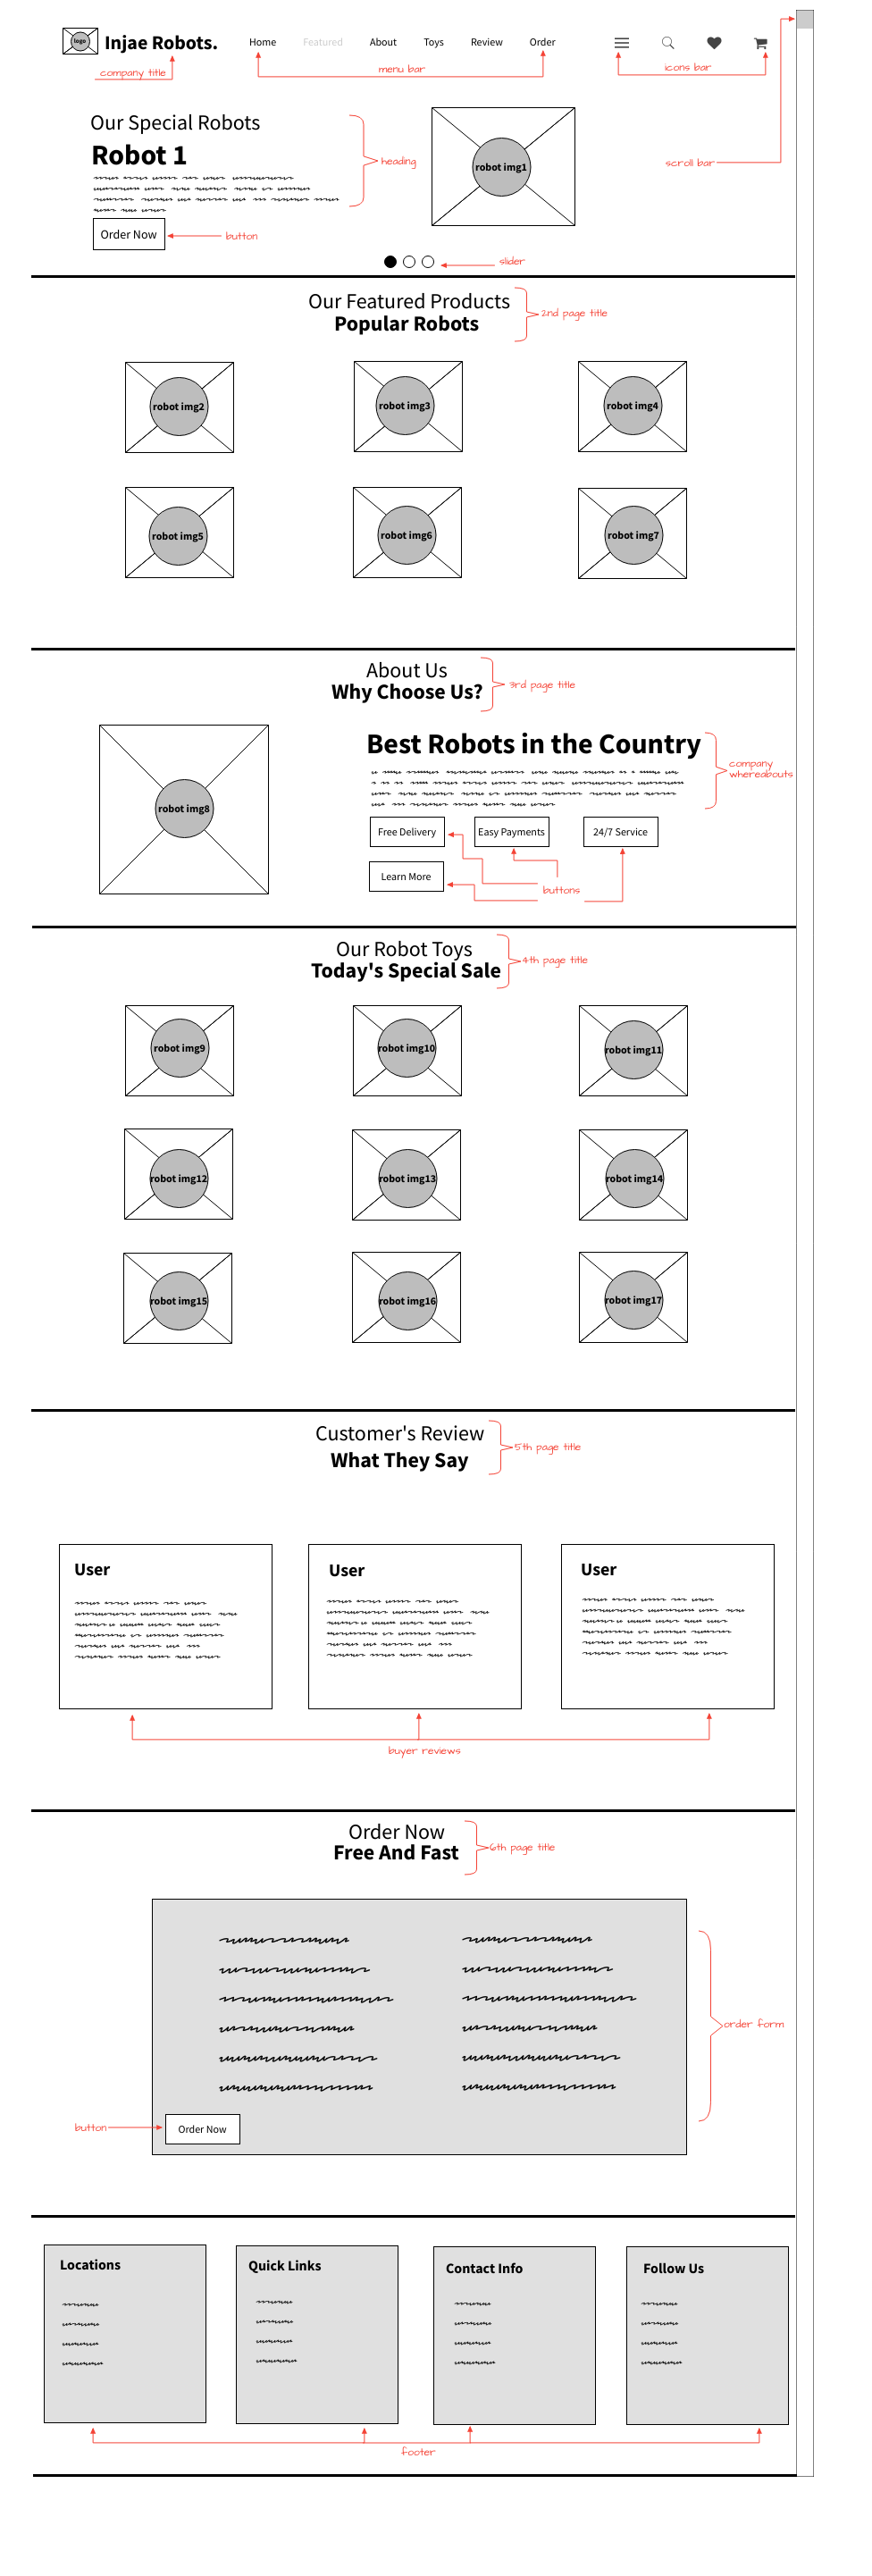 logo
Injae Robots.
Home
Featured
About
Toys
Review
Order
company title
menu bar
icons bar
scroll bar
Our Special Robots
Robot 1
heading
robot img1
Order Now
button
slider
Our Featured Products
Popular Robots
2nd page title
robot img2
robot img3
robot img4
robot img5
robot img6
robot img7
About Us
Why Choose Us?
3rd page title
robot img8
Best Robots in the Country
company
whereabouts
Free Delivery
Easy Payments
24/7 Service
Learn More
buttons
Our Robot Toys
Today's Special Sale
4th page title
robot img9
robot img10
robot img11
robot img12
robot img13
robot img14
robot img15
robot img16
robot img17
Customer's Review
What They Say
5th page title
User
User
User
buyer reviews
Order Now
Free And Fast
6th page title
order form
button
Order Now
Locations
Quick Links
Contact Info
Follow Us
footer